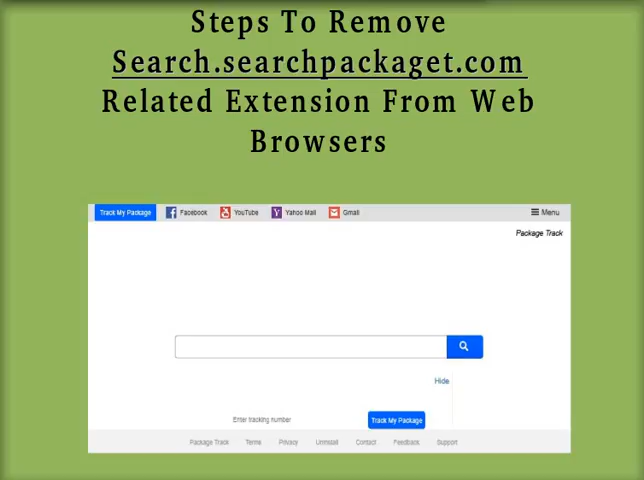 Steps To Remove
Search.searchpackaget.com
Related Extension From Web
Browsers
Track My Package Facebook YouTube Yahoo Mail Gmail Menu
Package Track
Hide
Enter tracking number Track My Package
Package Track Terms Privacy Uninstall Contact Feedback Support